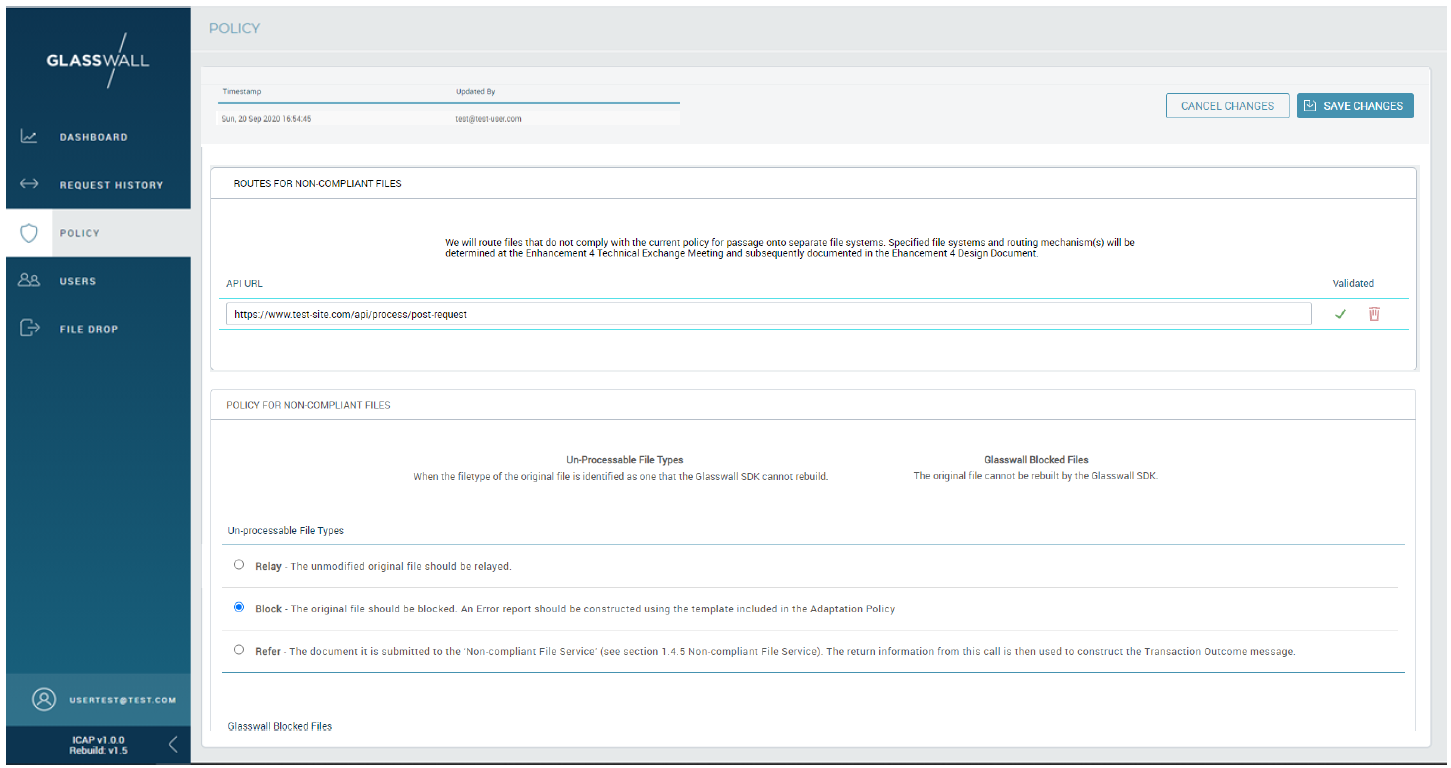 GLASSWALL
DASHBOARD
REQUEST HISTORY
POLICY
USERS
FILE DROP
USERTEST@TEST.COM
ICAP v1.0.0
Rebuild: v1.5
POLICY
Timestamp Updated By
Sun, 20 Sep 2020 16:54:45 test@test-user.com
CANCEL CHANGES SAVE CHANGES
ROUTES FOR NON-COMPLIANT FILES
We will route files that do not comply with the current policy for passage onto separate file systems. Specified file systems and routing mechanism(s) will be
determined at the Enhancement 4 Technical Exchange Meeting and subsequently documented in the Ehancement 4 Design Document.
API URL Validated
https://www.test-site.com/api/process/post-request
POLICY FOR NON-COMPLIANT FILES
Un-Processable File Types Glasswall Blocked Files
When the filetype of the original file is identified as one that the Glasswall SDK cannot rebuild. The original file cannot be rebuilt by the Glasswall SDK.
Un-processable File Types
Relay - The unmodified original file should be relayed.
Block - The original file should be blocked. An Error report should be constructed using the template included in the Adaptation Policy
Refer - The document it is submitted to the 'Non-compliant File Service' (see section 1.4.5 Non-compliant File Service). The return information from this call is then used to construct the Transaction Outcome message.
Glasswall Blocked Files